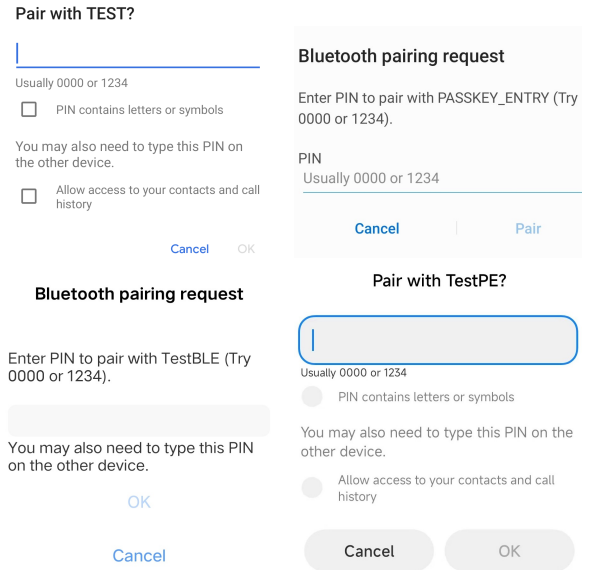 Pair with TEST?
Usually 0000 or 1234
PIN contains letters or symbols
You may also need to type this PIN on
the other device.
Allow access to your contacts and call
history
Cancel
OK
Bluetooth pairing request
Enter PIN to pair with PASSKEY_ENTRY (Try
0000 or 1234).
PIN
Usually 0000 or 1234
Cancel
Pair
Bluetooth pairing request
Enter PIN to pair with TestBLE (Try
0000 or 1234).
You may also need to type this PIN
on the other device.
OK
Cancel
Pair with TestPE?
Usually 0000 or 1234
PIN contains letters or symbols
You may also need to type this PIN on the
other device.
Allow access to your contacts and call
history
Cancel
OK